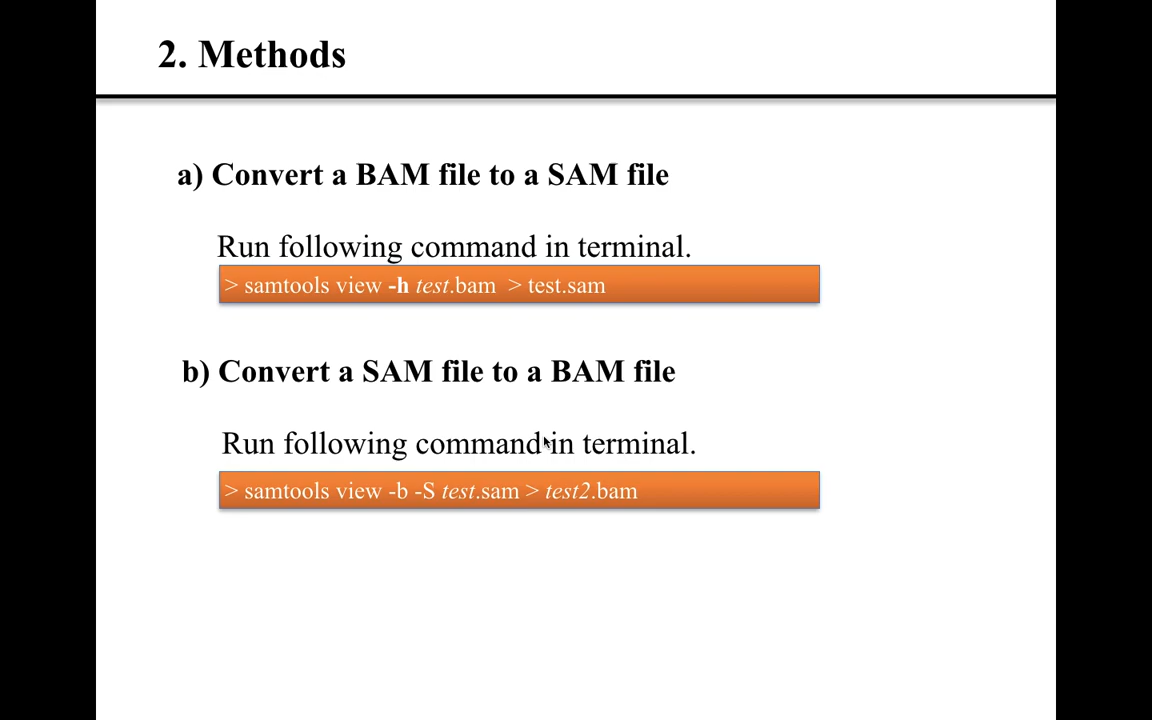 2. Methods
a) Convert a BAM file to a SAM file
Run following command in terminal.
> samtools view -h test.bam > test.sam
b) Convert a SAM file to a BAM file
Run following command in terminal.
> samtools view -b -S test.sam > test2.bam